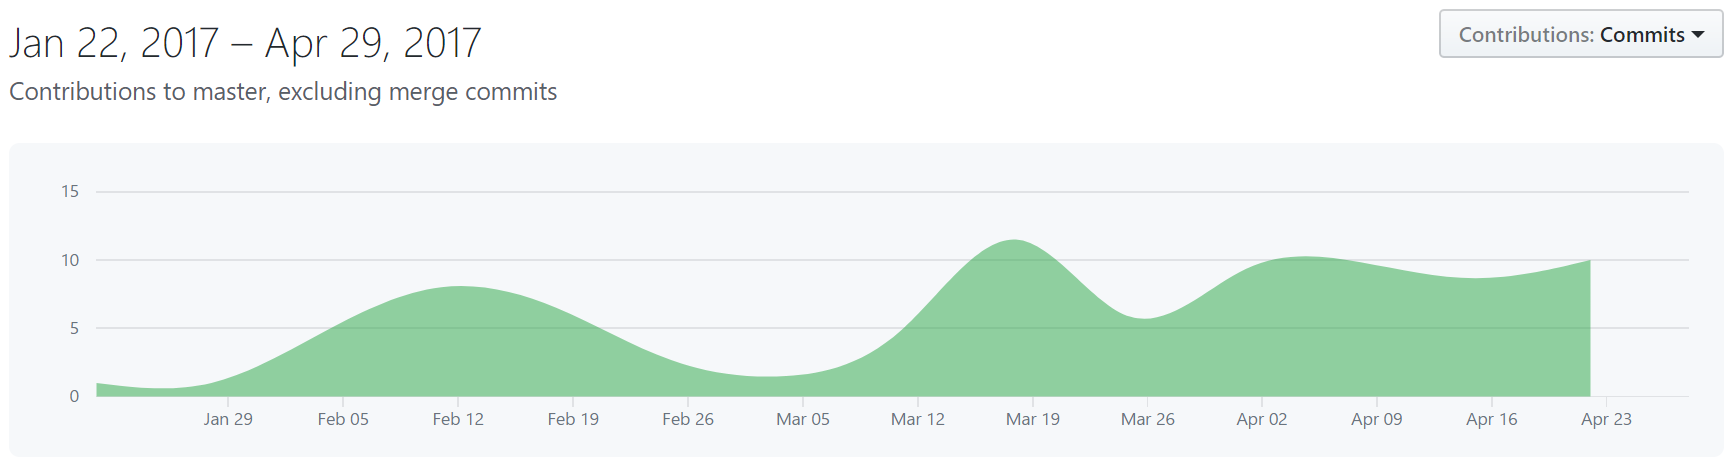 Jan 22, 2017 – Apr 29, 2017
Contributions: Commits
Contributions to master, excluding merge commits
15
10
5
0
Jan 29 Feb 05 Feb 12 Feb 19 Feb 26 Mar 05 Mar 12 Mar 19 Mar 26 Apr 02 Apr 09 Apr 16 Apr 23